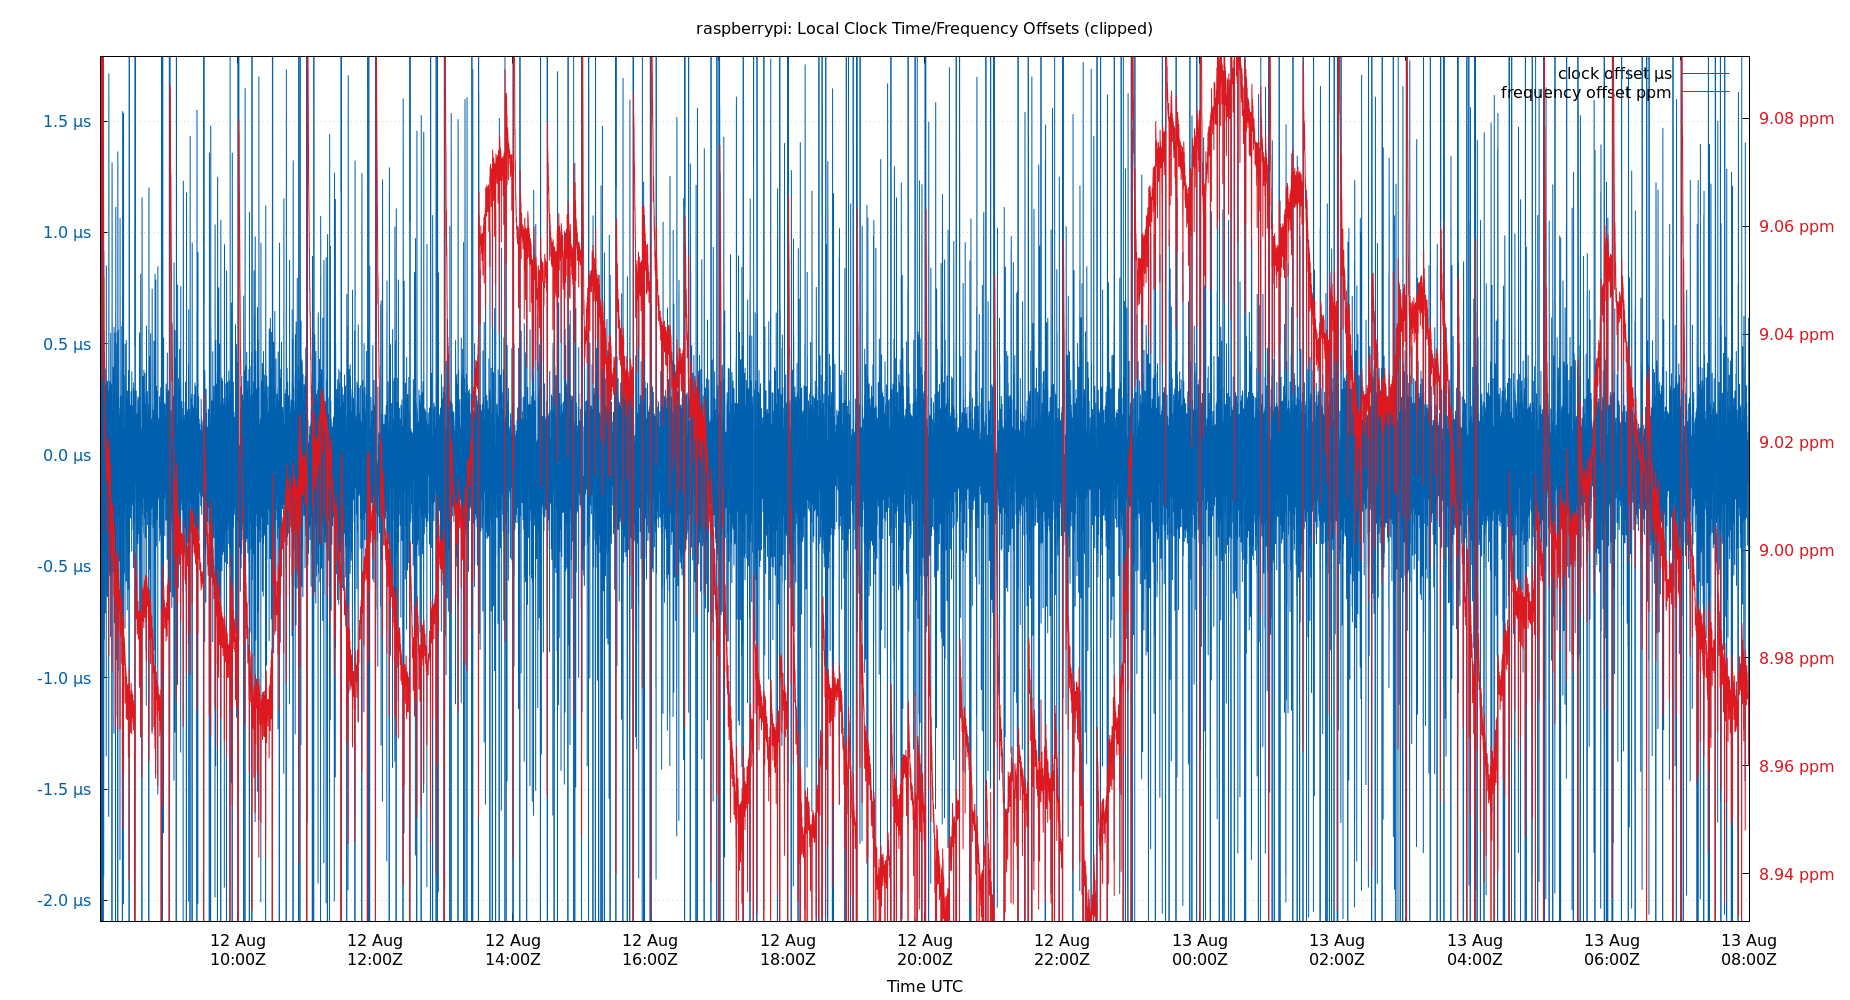 raspberrypi: Local Clock Time/Frequency Offsets (clipped)
clock offset µs
frequency offset ppm
1.5 µs
1.0 µs
0.5 µs
0.0 µs
-0.5 µs
-1.0 µs
-1.5 µs
-2.0 µs
9.08 ppm
9.06 ppm
9.04 ppm
9.02 ppm
9.00 ppm
8.98 ppm
8.96 ppm
8.94 ppm
12 Aug 12 Aug 12 Aug 12 Aug 12 Aug 12 Aug 12 Aug 13 Aug 13 Aug 13 Aug 13 Aug 13 Aug
10:00Z 12:00Z 14:00Z 16:00Z 18:00Z 20:00Z 22:00Z 00:00Z 02:00Z 04:00Z 06:00Z 08:00Z
Time UTC